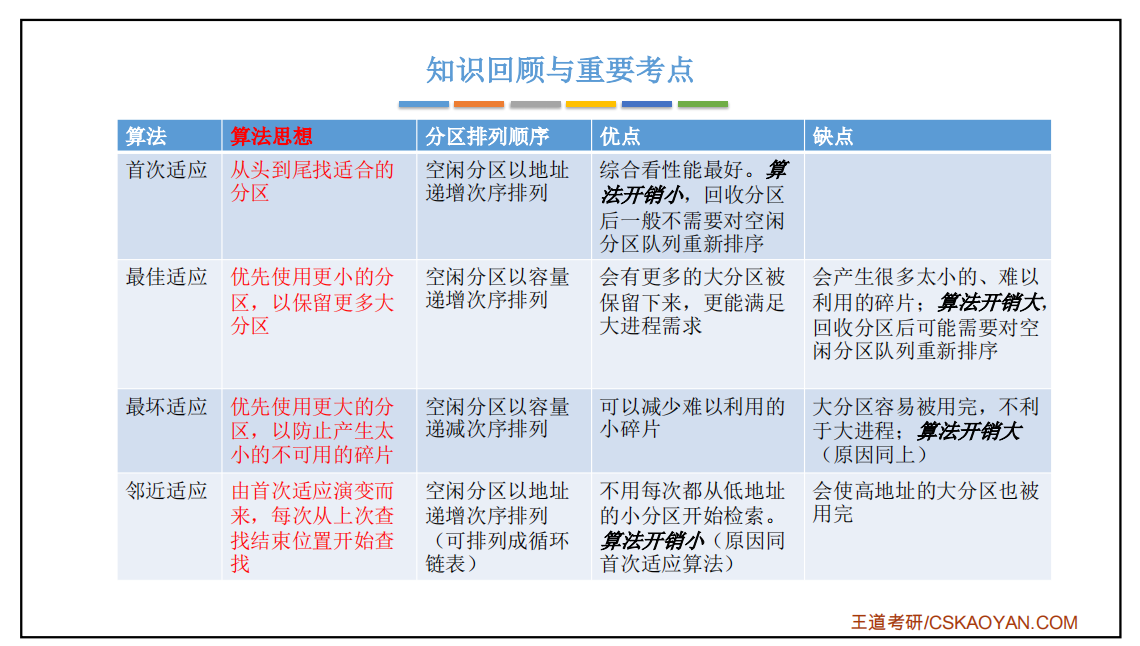 知识回顾与重要考点
算法
算法思想
分区排列顺序
优点
缺点
首次适应
从头到尾找适合的
分区
空闲分区以地址
递增次序排列
综合看性能最好。算
法开销小，回收分区
后一般不需要对空闲
分区队列重新排序
最佳适应
优先使用更小的分
区，以保留更多大
分区
空闲分区以容量
递增次序排列
会有更多的大分区被
保留下来，更能满足
大进程需求
会产生很多太小的、难以
利用的碎片；算法开销大，
回收分区后可能需要对空
闲分区队列重新排序
最坏适应
优先使用更大的分
区，以防止产生太
小的不可用的碎片
空闲分区以容量
递减次序排列
可以减少难以利用的
小碎片
大分区容易被用完，不利
于大进程；算法开销大
（原因同上）
邻近适应
由首次适应演变而
来，每次从上次查
找结束位置开始查
找
空闲分区以地址
递增次序排列
（可排列成循环
链表）
不用每次都从低地址
的小分区开始检索。
算法开销小（原因同
首次适应算法）
会使高地址的大分区也被
用完
王道考研/CSKAOYAN.COM